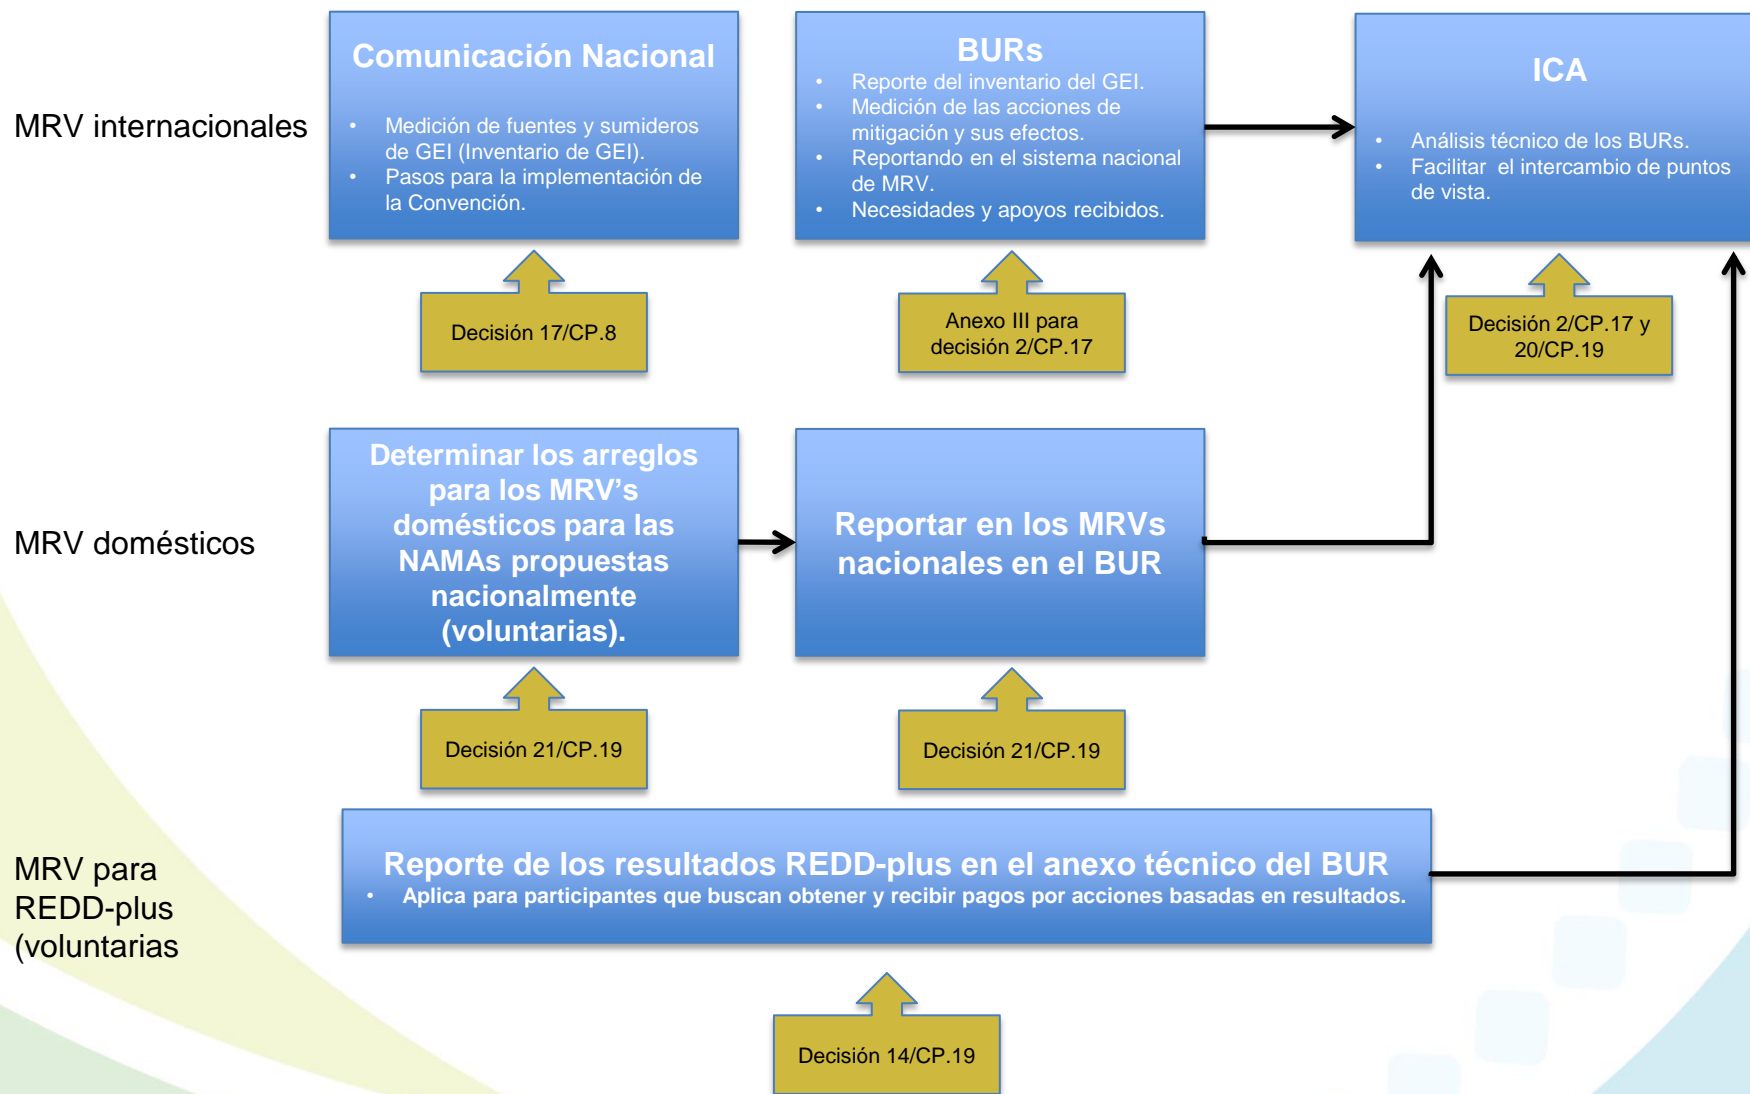 MRV internacionales
Comunicación Nacional
• Medición de fuentes y sumideros
de GEI (Inventario de GEI).
• Pasos para la implementación de
la Convención.
BURs
• Reporte del inventario del GEI.
• Medición de las acciones de
mitigación y sus efectos.
• Reportando en el sistema nacional
de MRV.
• Necesidades y apoyos recibidos.
ICA
• Análisis técnico de los BURs.
• Facilitar el intercambio de puntos
de vista.
Decisión 17/CP.8
Anexo III para
decisión 2/CP.17
Decisión 2/CP.17 y
20/CP.19
MRV domésticos
Determinar los arreglos
para los MRV’s
domésticos para las
NAMAs propuestas
nacionalmente
(voluntarias).
Reportar en los MRVs
nacionales en el BUR
Decisión 21/CP.19
Decisión 21/CP.19
MRV para
REDD-plus
(voluntarias
Reporte de los resultados REDD-plus en el anexo técnico del BUR
• Aplica para participantes que buscan obtener y recibir pagos por acciones basadas en resultados.
Decisión 14/CP.19